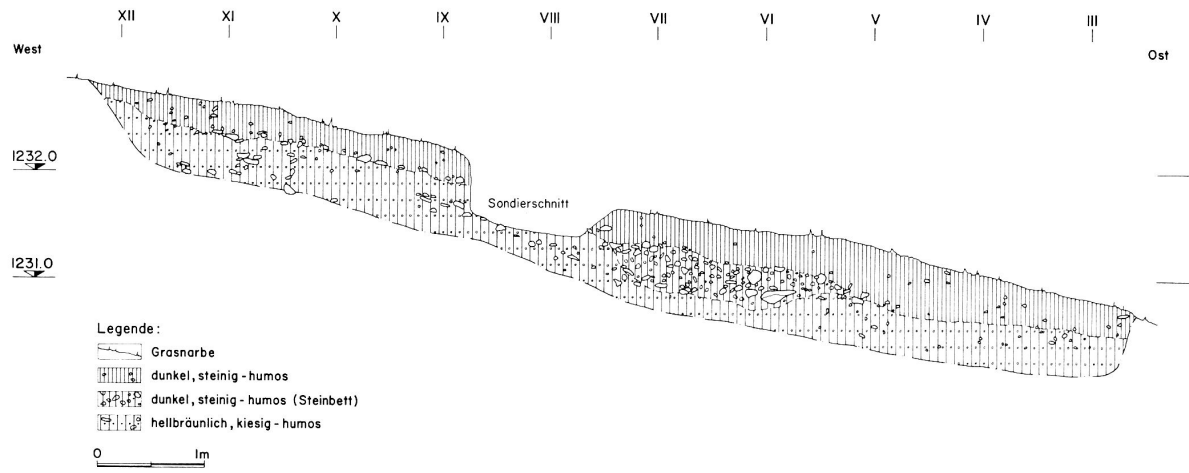 XII XI X IX VIII VII VI V IV III
West Ost
1232.0
Sondierschnitt
1231.0
Legende:
Grasnarbe
dunkel, steinig-humos
dunkel, steinig-humos (Steinbett)
hellbräunlich, kiesig-humos
0 1m